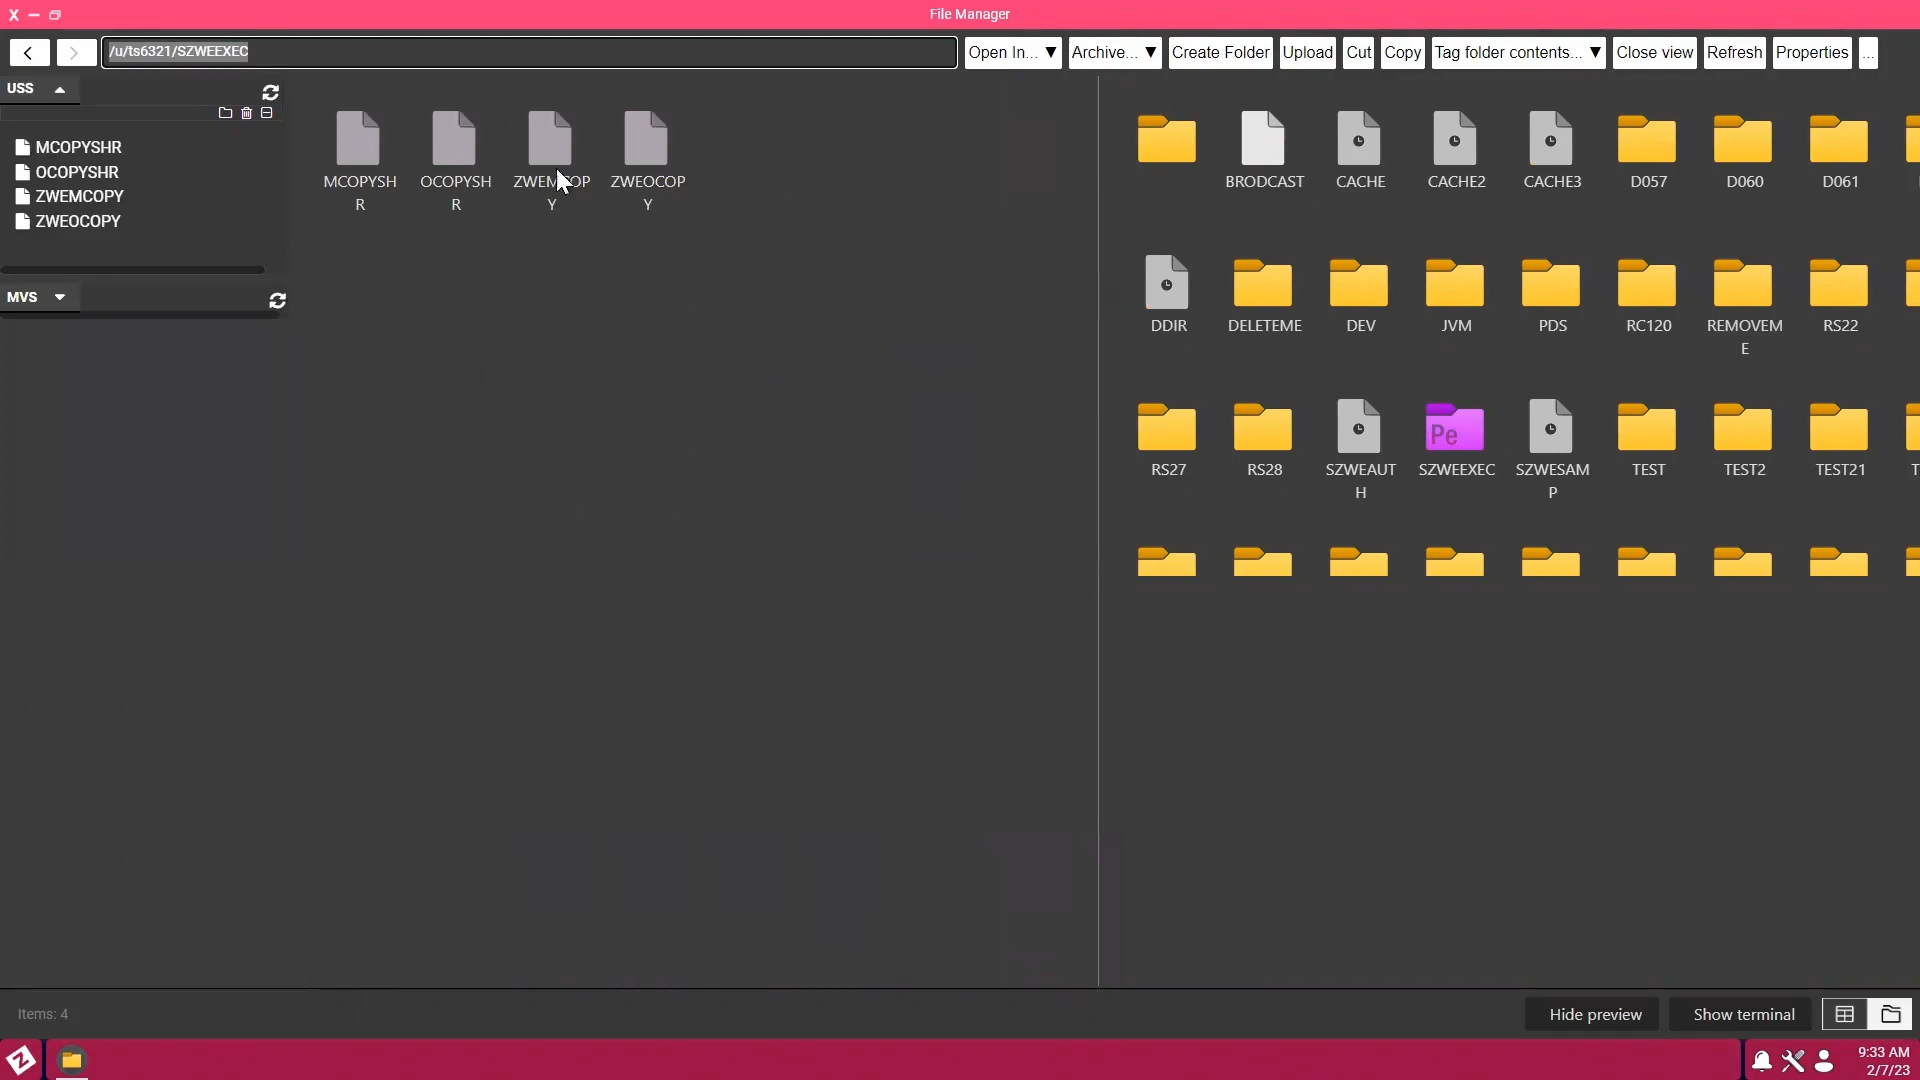 File Manager
/u/ts6321/SZWEEXEC
Open In... ▼ Archive... ▼ Create Folder Upload Cut Copy Tag folder contents... ▼ Close view Refresh Properties ...
USS
MCOPYSHR
OCOPYSHR
ZWEMCOPY
ZWEOCOPY
MVS
MCOPYSH
R
OCOPYSH
R
ZWEMCOP
Y
ZWEOCOP
Y
BRODCAST CACHE CACHE2 CACHE3 D057 D060 D061
DDIR DELETEME DEV JVM PDS RC120 REMOVEM
E
RS22
RS27 RS28 SZWEAUT
H
SZWEEXEC SZWESAM
P
TEST TEST2 TEST21
Pe
Items: 4
Hide preview Show terminal
9:33 AM
2/7/23